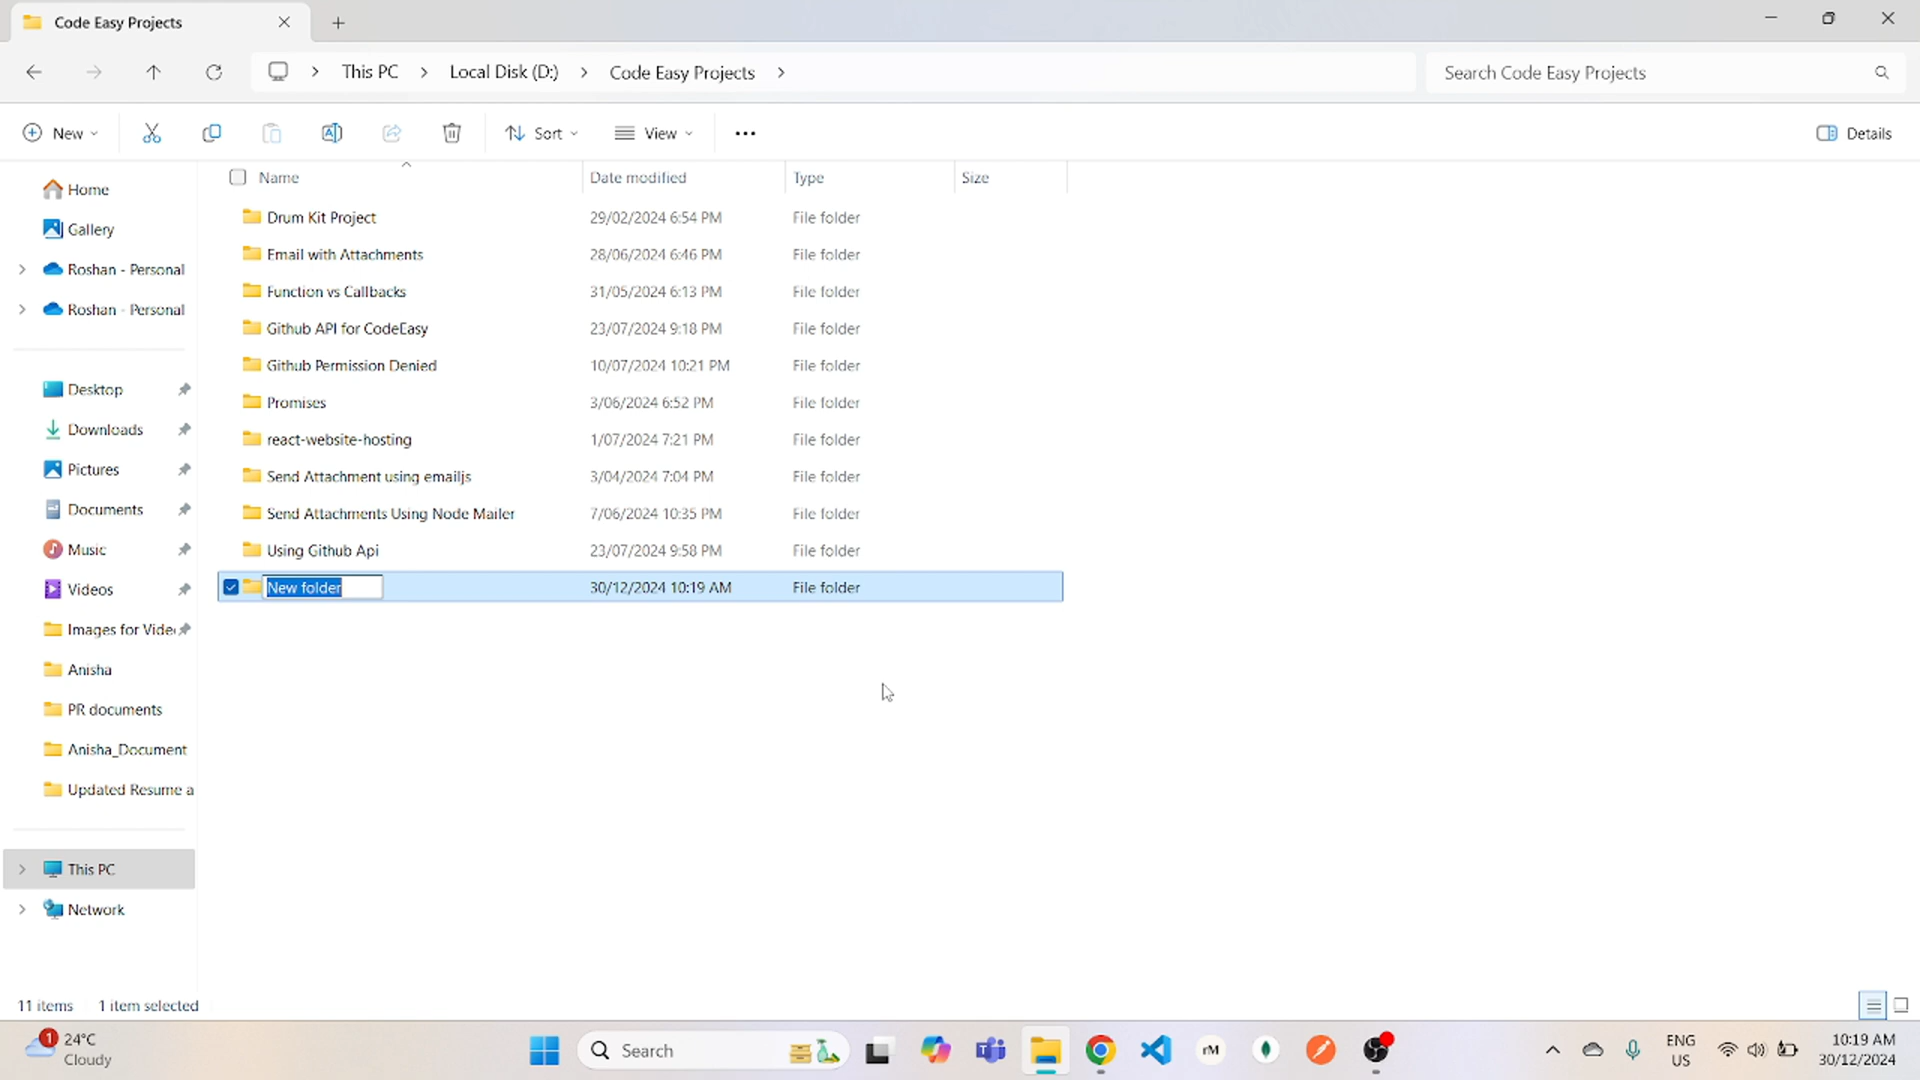 Code Easy Projects
This PC
Local Disk (D:)
Code Easy Projects
Search Code Easy Projects
New
Sort
View
Details
Name Date modified Type Size
Home
Gallery
Roshan - Personal
Roshan - Personal
Desktop
Downloads
Pictures
Documents
Music
Videos
Images for Vide
Anisha
PR documents
Anisha_Document
Updated Resume a
This PC
Network
Drum Kit Project 29/02/2024 6:54 PM File folder
Email with Attachments 28/06/2024 6:46 PM File folder
Function vs Callbacks 31/05/2024 6:13 PM File folder
Github API for CodeEasy 23/07/2024 9:18 PM File folder
Github Permission Denied 10/07/2024 10:21 PM File folder
Promises 3/06/2024 6:52 PM File folder
react-website-hosting 1/07/2024 7:21 PM File folder
Send Attachment using emailjs 3/04/2024 7:04 PM File folder
Send Attachments Using Node Mailer 7/06/2024 10:35 PM File folder
Using Github Api 23/07/2024 9:58 PM File folder
New folder 30/12/2024 10:19 AM File folder
11 items 1 item selected
1
24°C
Cloudy
Search
rM
ENG
US
10:19 AM
30/12/2024